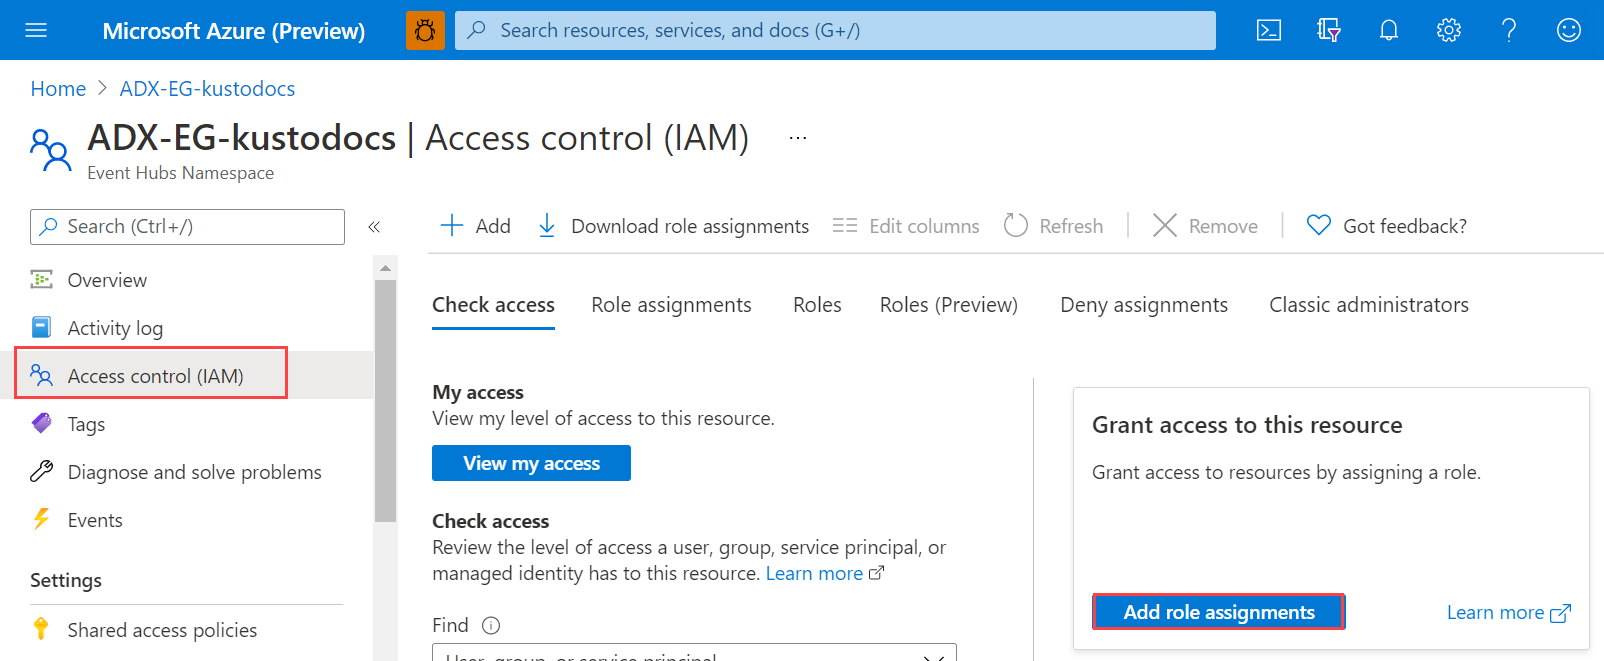 Microsoft Azure (Preview)
Search resources, services, and docs (G+/)
Home > ADX-EG-kustodocs
ADX-EG-kustodocs | Access control (IAM) ...
Event Hubs Namespace
Search (Ctrl+/)
«
Overview
Activity log
Access control (IAM)
Tags
Diagnose and solve problems
Events
Settings
Shared access policies
Add
Download role assignments
Edit columns
Refresh
Remove
Got feedback?
Check access
Role assignments
Roles
Roles (Preview)
Deny assignments
Classic administrators
My access
View my level of access to this resource.
View my access
Check access
Review the level of access a user, group, service principal, or
managed identity has to this resource. Learn more
Find
User, group, or service principal
Grant access to this resource
Grant access to resources by assigning a role.
Add role assignments
Learn more